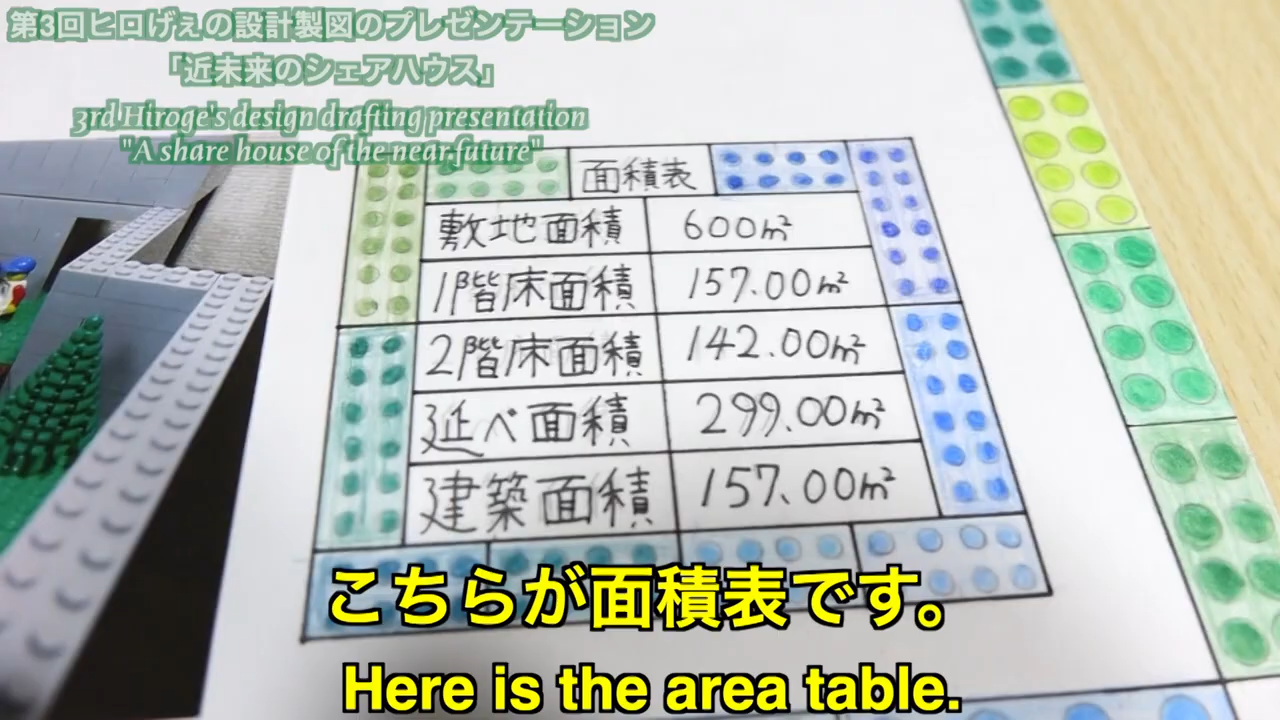 第3回ヒロげぇの設計製図のプレゼンテーション
「近未来のシェアハウス」
3rd Hiroge's design drafting presentation
"A share house of the near future"
面積表
敷地面積 600m²
1階床面積 157.00m²
2階床面積 142.00m²
延べ面積 299.00m²
建築面積 157.00m²
こちらが面積表です。
Here is the area table.